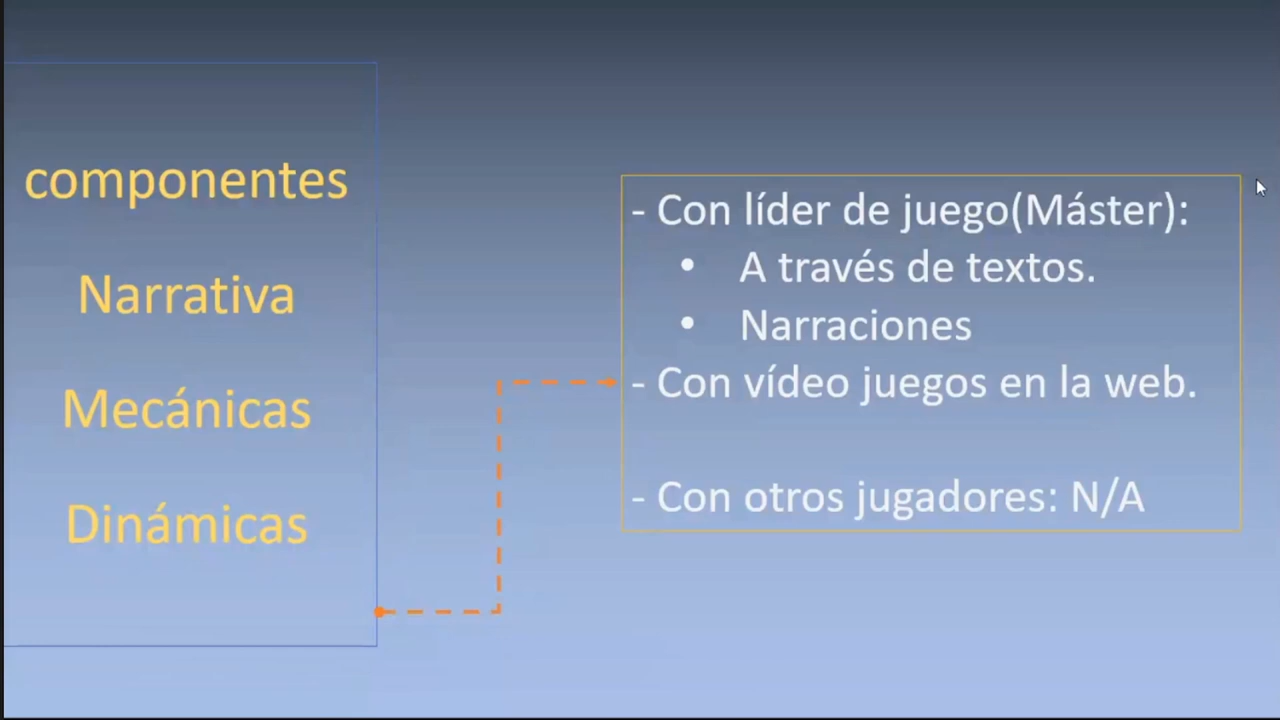 componentes
Narrativa
Mecánicas
Dinámicas
- Con líder de juego(Máster):
• A través de textos.
• Narraciones
- Con vídeo juegos en la web.
- Con otros jugadores: N/A